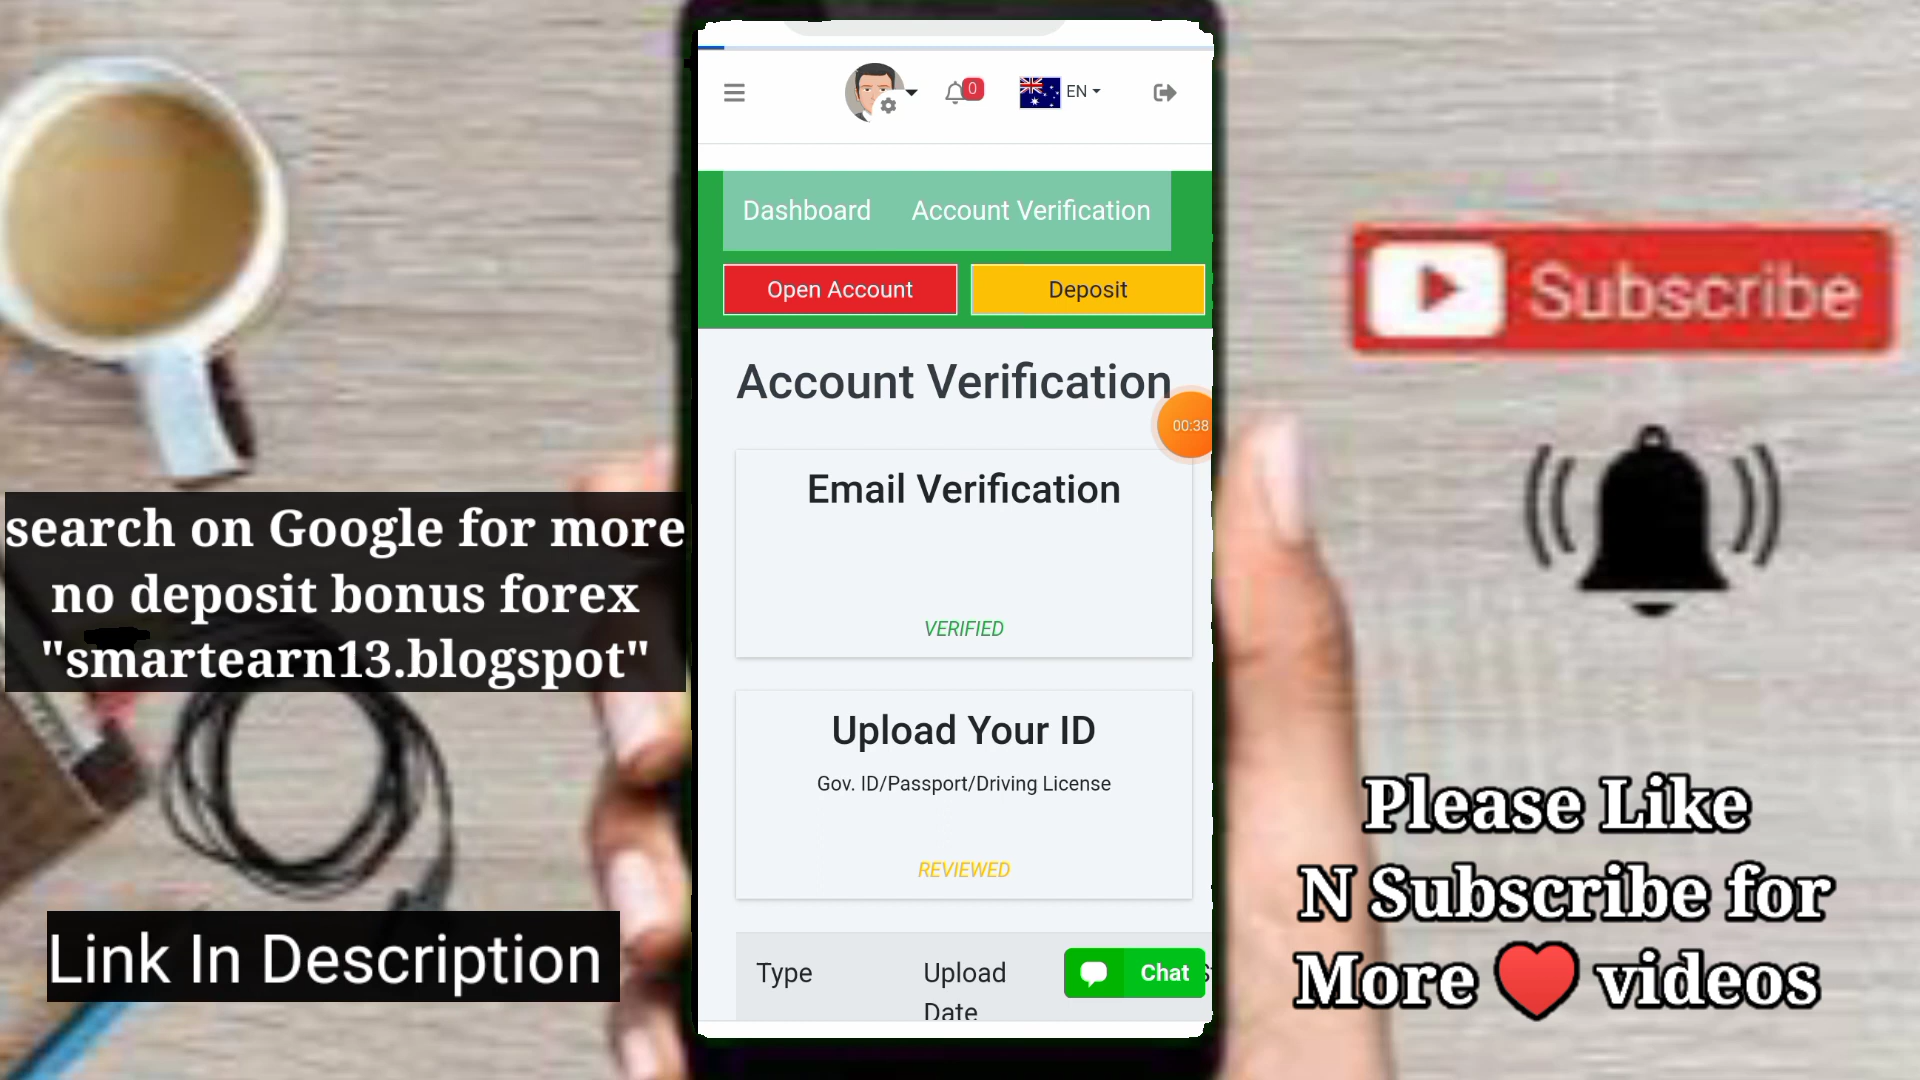 0
EN
Dashboard Account Verification
Open Account Deposit
Account Verification
00:38
Email Verification
VERIFIED
Upload Your ID
Gov. ID/Passport/Driving License
REVIEWED
Type Upload
Date
Chat
search on Google for more
no deposit bonus forex
"smartearn13.blogspot"
Link In Description
Subscribe
Please Like
N Subscribe for
More ❤️ videos